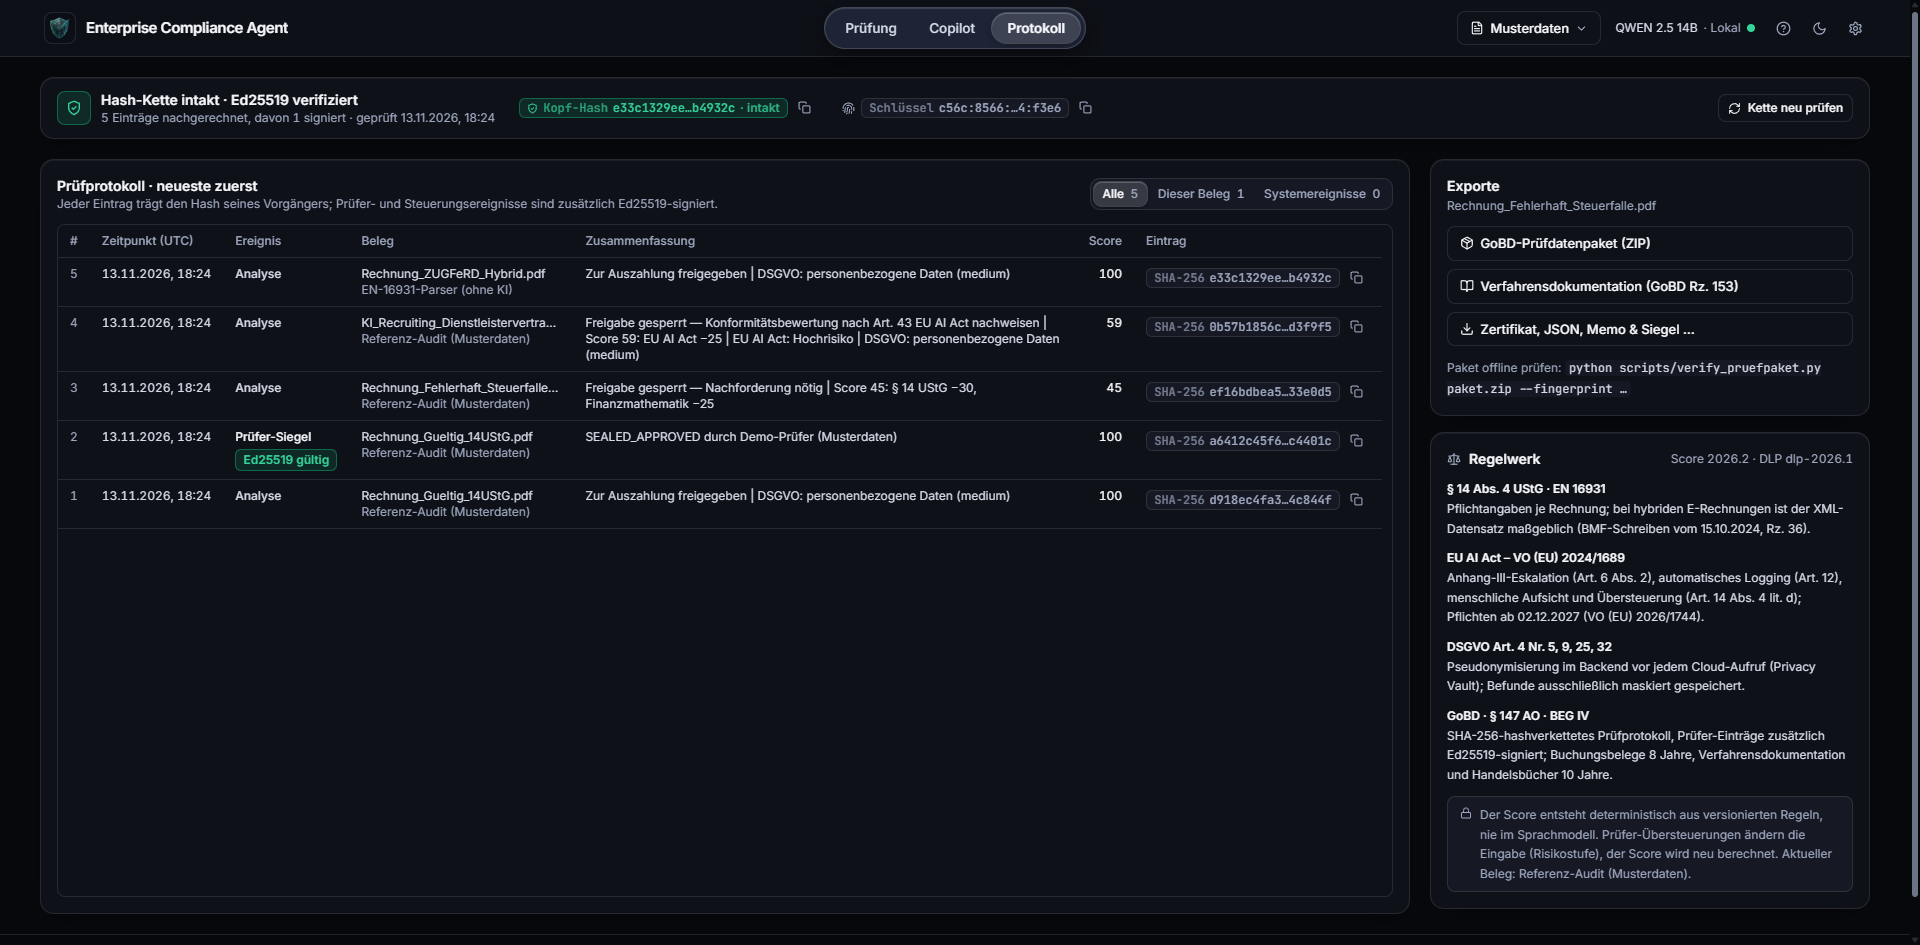 Enterprise Compliance Agent
Prüfung
Copilot
Protokoll
Musterdaten
QWEN 2.5 14B · Lokal
Hash-Kette intakt · Ed25519 verifiziert
5 Einträge nachgerechnet, davon 1 signiert · geprüft 13.11.2026, 18:24
Kopf-Hash e33c1329ee…b4932c · intakt
Schlüssel c56c:8566:…4:f3e6
Kette neu prüfen
Prüfprotokoll · neueste zuerst
Jeder Eintrag trägt den Hash seines Vorgängers; Prüfer- und Steuerungsereignisse sind zusätzlich Ed25519-signiert.
Alle 5
Dieser Beleg 1
Systemereignisse 0
# Zeitpunkt (UTC) Ereignis Beleg Zusammenfassung Score Eintrag
5 13.11.2026, 18:24 Analyse Rechnung_ZUGFeRD_Hybrid.pdf Zur Auszahlung freigegeben | DSGVO: personenbezogene Daten (medium) 100 SHA-256 e33c1329ee…b4932c
EN-16931-Parser (ohne KI)
4 13.11.2026, 18:24 Analyse KI_Recruiting_Dienstleistervertra… Freigabe gesperrt — Konformitätsbewertung nach Art. 43 EU AI Act nachweisen | 59 SHA-256 0b57b1856c…d3f9f5
Referenz-Audit (Musterdaten) Score 59: EU AI Act −25 | EU AI Act: Hochrisiko | DSGVO: personenbezogene Daten
(medium)
3 13.11.2026, 18:24 Analyse Rechnung_Fehlerhaft_Steuerfalle… Freigabe gesperrt — Nachforderung nötig | Score 45: § 14 UStG −30, 45 SHA-256 ef16bdbea5…33e0d5
Referenz-Audit (Musterdaten) Finanzmathematik −25
2 13.11.2026, 18:24 Prüfer-Siegel Rechnung_Gueltig_14UStG.pdf SEALED_APPROVED durch Demo-Prüfer (Musterdaten) 100 SHA-256 a6412c45f6…c4401c
Ed25519 gültig Referenz-Audit (Musterdaten)
1 13.11.2026, 18:24 Analyse Rechnung_Gueltig_14UStG.pdf Zur Auszahlung freigegeben | DSGVO: personenbezogene Daten (medium) 100 SHA-256 d918ec4fa3…4c844f
Referenz-Audit (Musterdaten)
Exporte
Rechnung_Fehlerhaft_Steuerfalle.pdf
GoBD-Prüfdatenpaket (ZIP)
Verfahrensdokumentation (GoBD Rz. 153)
Zertifikat, JSON, Memo & Siegel ...
Paket offline prüfen: python scripts/verify_pruefpaket.py
paket.zip --fingerprint …
Regelwerk
Score 2026.2 · DLP dlp-2026.1
§ 14 Abs. 4 UStG · EN 16931
Pflichtangaben je Rechnung; bei hybriden E-Rechnungen ist der XML-
Datensatz maßgeblich (BMF-Schreiben vom 15.10.2024, Rz. 36).
EU AI Act – VO (EU) 2024/1689
Anhang-III-Eskalation (Art. 6 Abs. 2), automatisches Logging (Art. 12),
menschliche Aufsicht und Übersteuerung (Art. 14 Abs. 4 lit. d);
Pflichten ab 02.12.2027 (VO (EU) 2026/1744).
DSGVO Art. 4 Nr. 5, 9, 25, 32
Pseudonymisierung im Backend vor jedem Cloud-Aufruf (Privacy
Vault); Befunde ausschließlich maskiert gespeichert.
GoBD · § 147 AO · BEG IV
SHA-256-hashverkettetes Prüfprotokoll, Prüfer-Einträge zusätzlich
Ed25519-signiert; Buchungsbelege 8 Jahre, Verfahrensdokumentation
und Handelsbücher 10 Jahre.
Der Score entsteht deterministisch aus versionierten Regeln,
nie im Sprachmodell. Prüfer-Übersteuerungen ändern die
Eingabe (Risikostufe), der Score wird neu berechnet. Aktueller
Beleg: Referenz-Audit (Musterdaten).